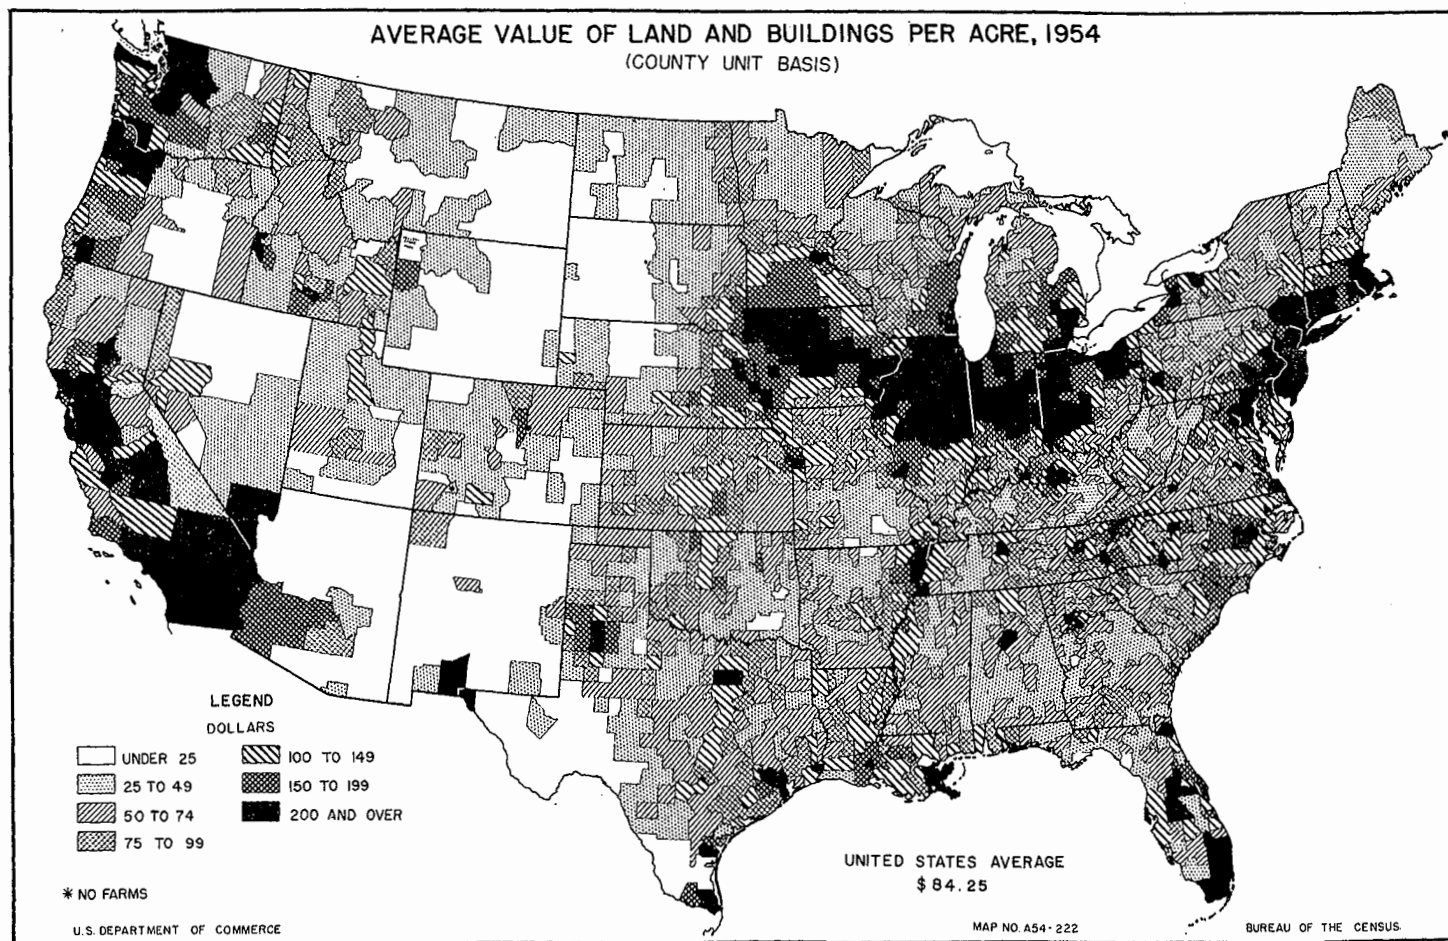 AVERAGE VALUE OF LAND AND BUILDINGS PER ACRE, 1954
(COUNTY UNIT BASIS)
LEGEND
DOLLARS
UNDER 25
25 TO 49
50 TO 74
75 TO 99
100 TO 149
150 TO 199
200 AND OVER
* NO FARMS
UNITED STATES AVERAGE
$ 84.25
U.S. DEPARTMENT OF COMMERCE
MAP NO. A54-222
BUREAU OF THE CENSUS